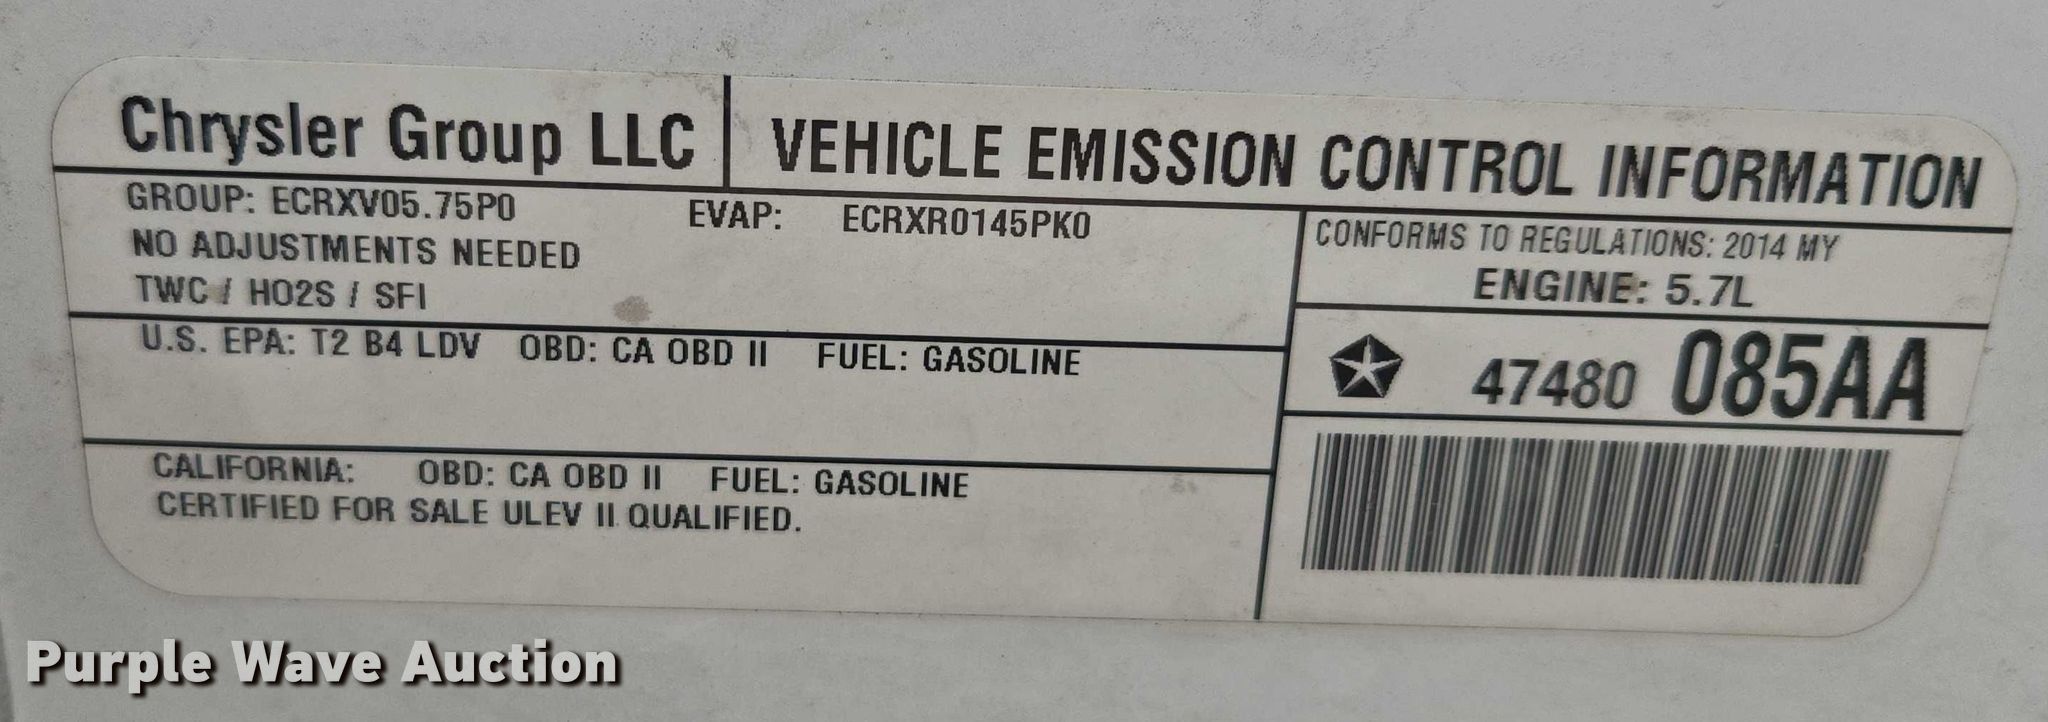 Chrysler Group LLC
VEHICLE EMISSION CONTROL INFORMATION
GROUP: ECRXV05.75P0 EVAP: ECRXR0145PK0
NO ADJUSTMENTS NEEDED
TWC / HO2S / SFI
CONFORMS TO REGULATIONS: 2014 MY
ENGINE: 5.7L
U.S. EPA: T2 B4 LDV OBD: CA OBD II FUEL: GASOLINE
47480 085AA
CALIFORNIA: OBD: CA OBD II FUEL: GASOLINE
CERTIFIED FOR SALE ULEV II QUALIFIED.
Purple Wave Auction